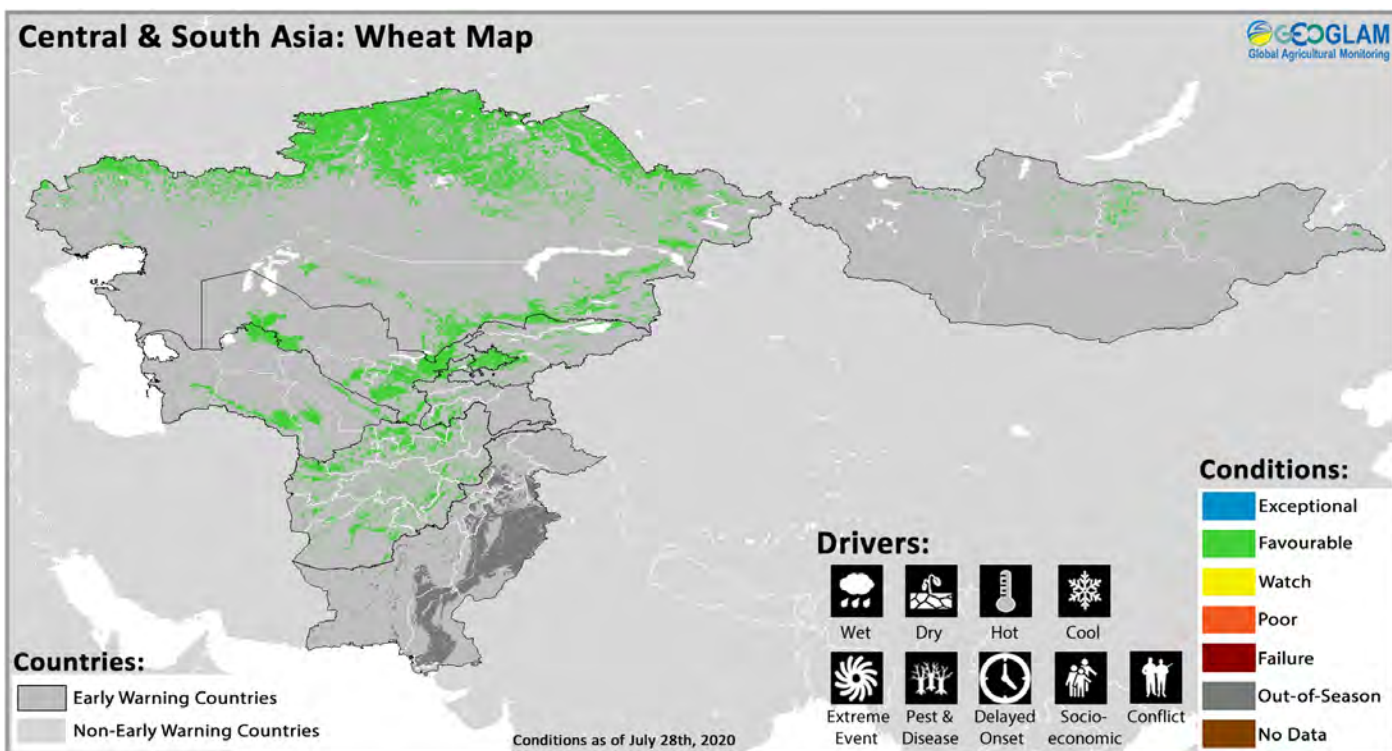 Central & South Asia: Wheat Map
GEOGLAM
Global Agricultural Monitoring
Conditions:
Exceptional
Favourable
Watch
Poor
Failure
Out-of-Season
No Data
Drivers:
Wet
Dry
Hot
Cool
Extreme
Event
Pest &
Disease
Delayed
Onset
Socio-
economic
Conflict
Countries:
Early Warning Countries
Non-Early Warning Countries
Conditions as of July 28th, 2020